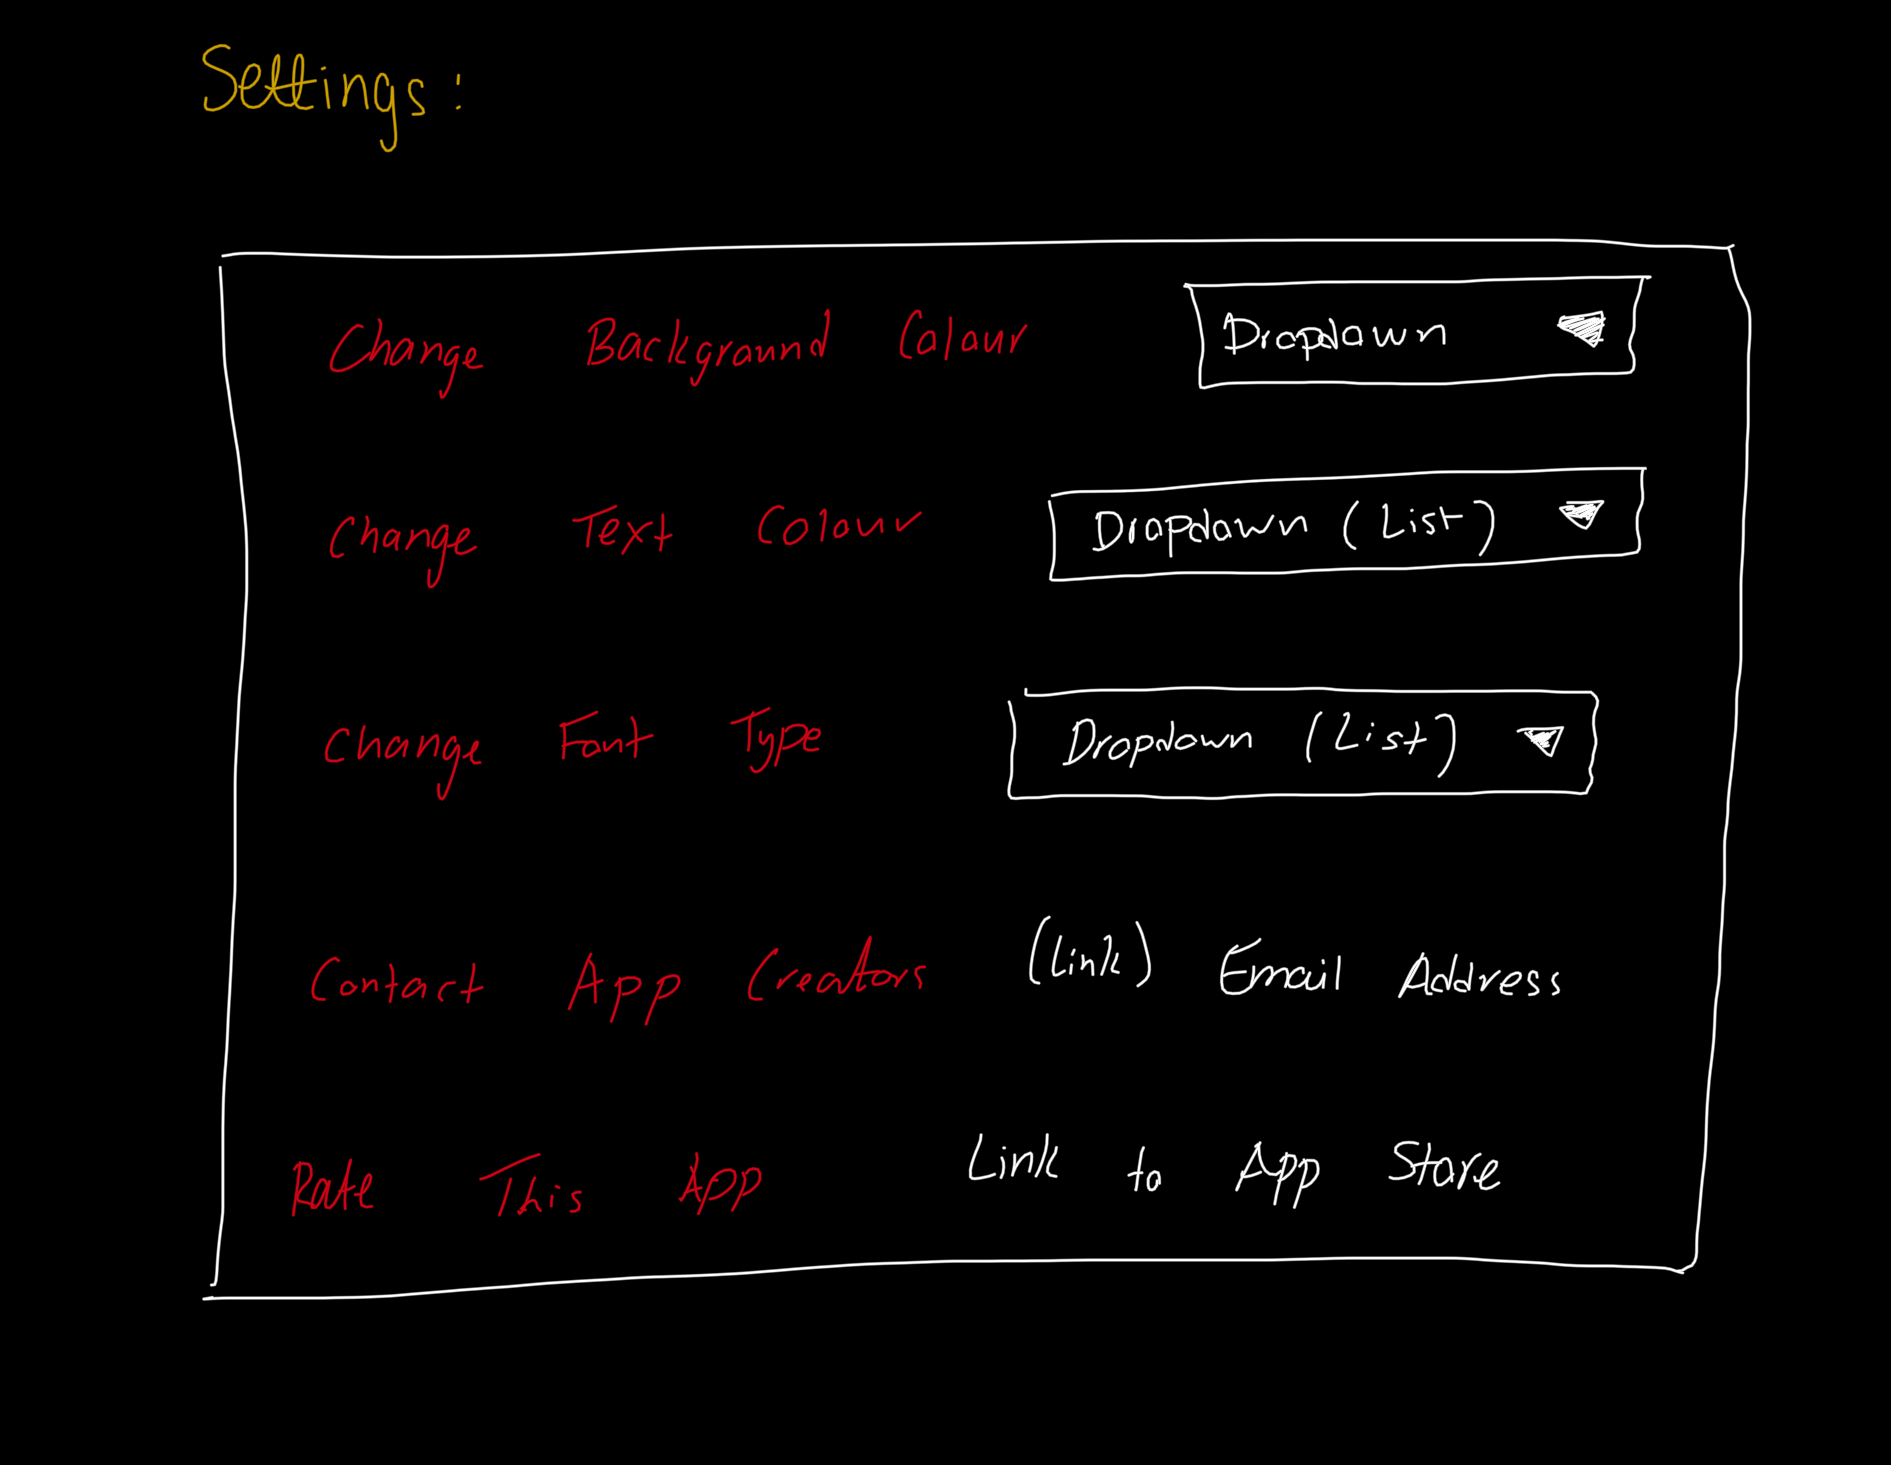 Settings:
Change Background Colour Dropdown
Change Text Colour Dropdown (List)
Change Font Type Dropdown (List)
Contact App Creators (Link) Email Address
Rate This App Link to App Store